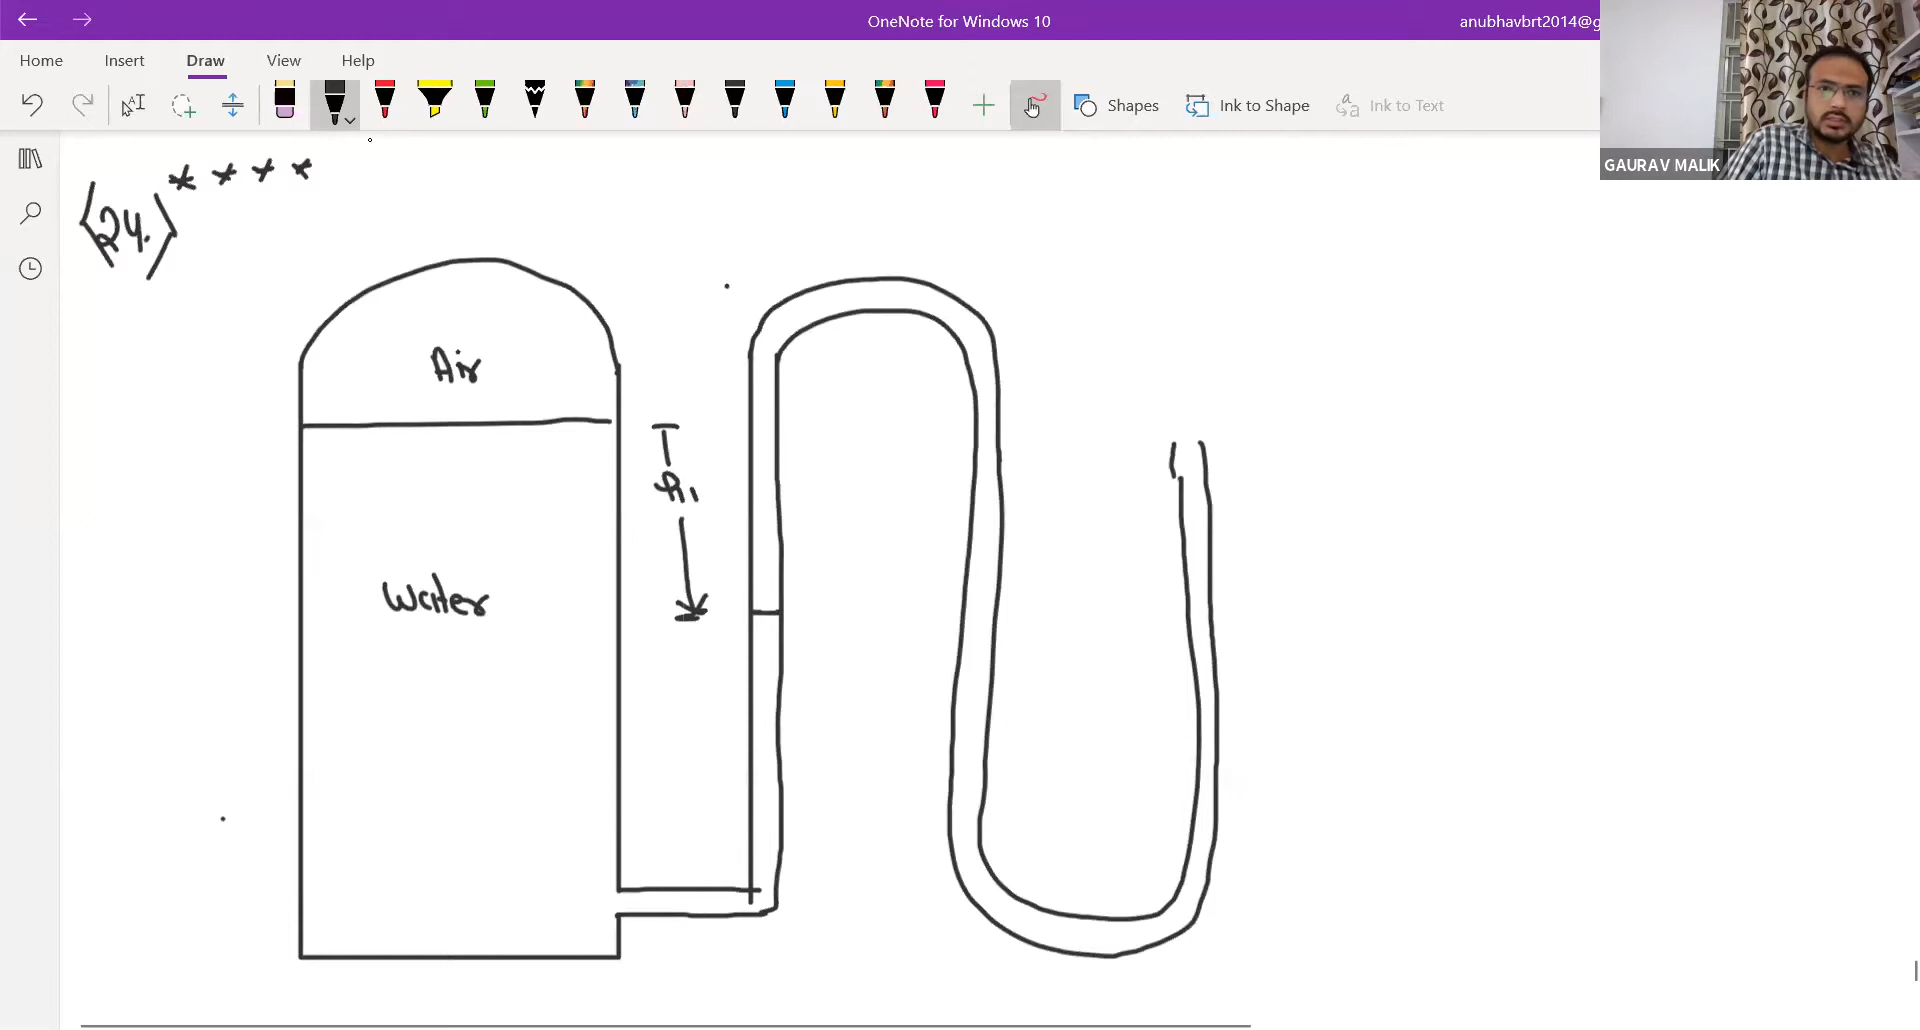 OneNote for Windows 10
anubhavbrt2014@g
Home Insert Draw View Help
Shapes Ink to Shape Ink to Text
GAURAV MALIK
<24.>****
Air
h1
Water